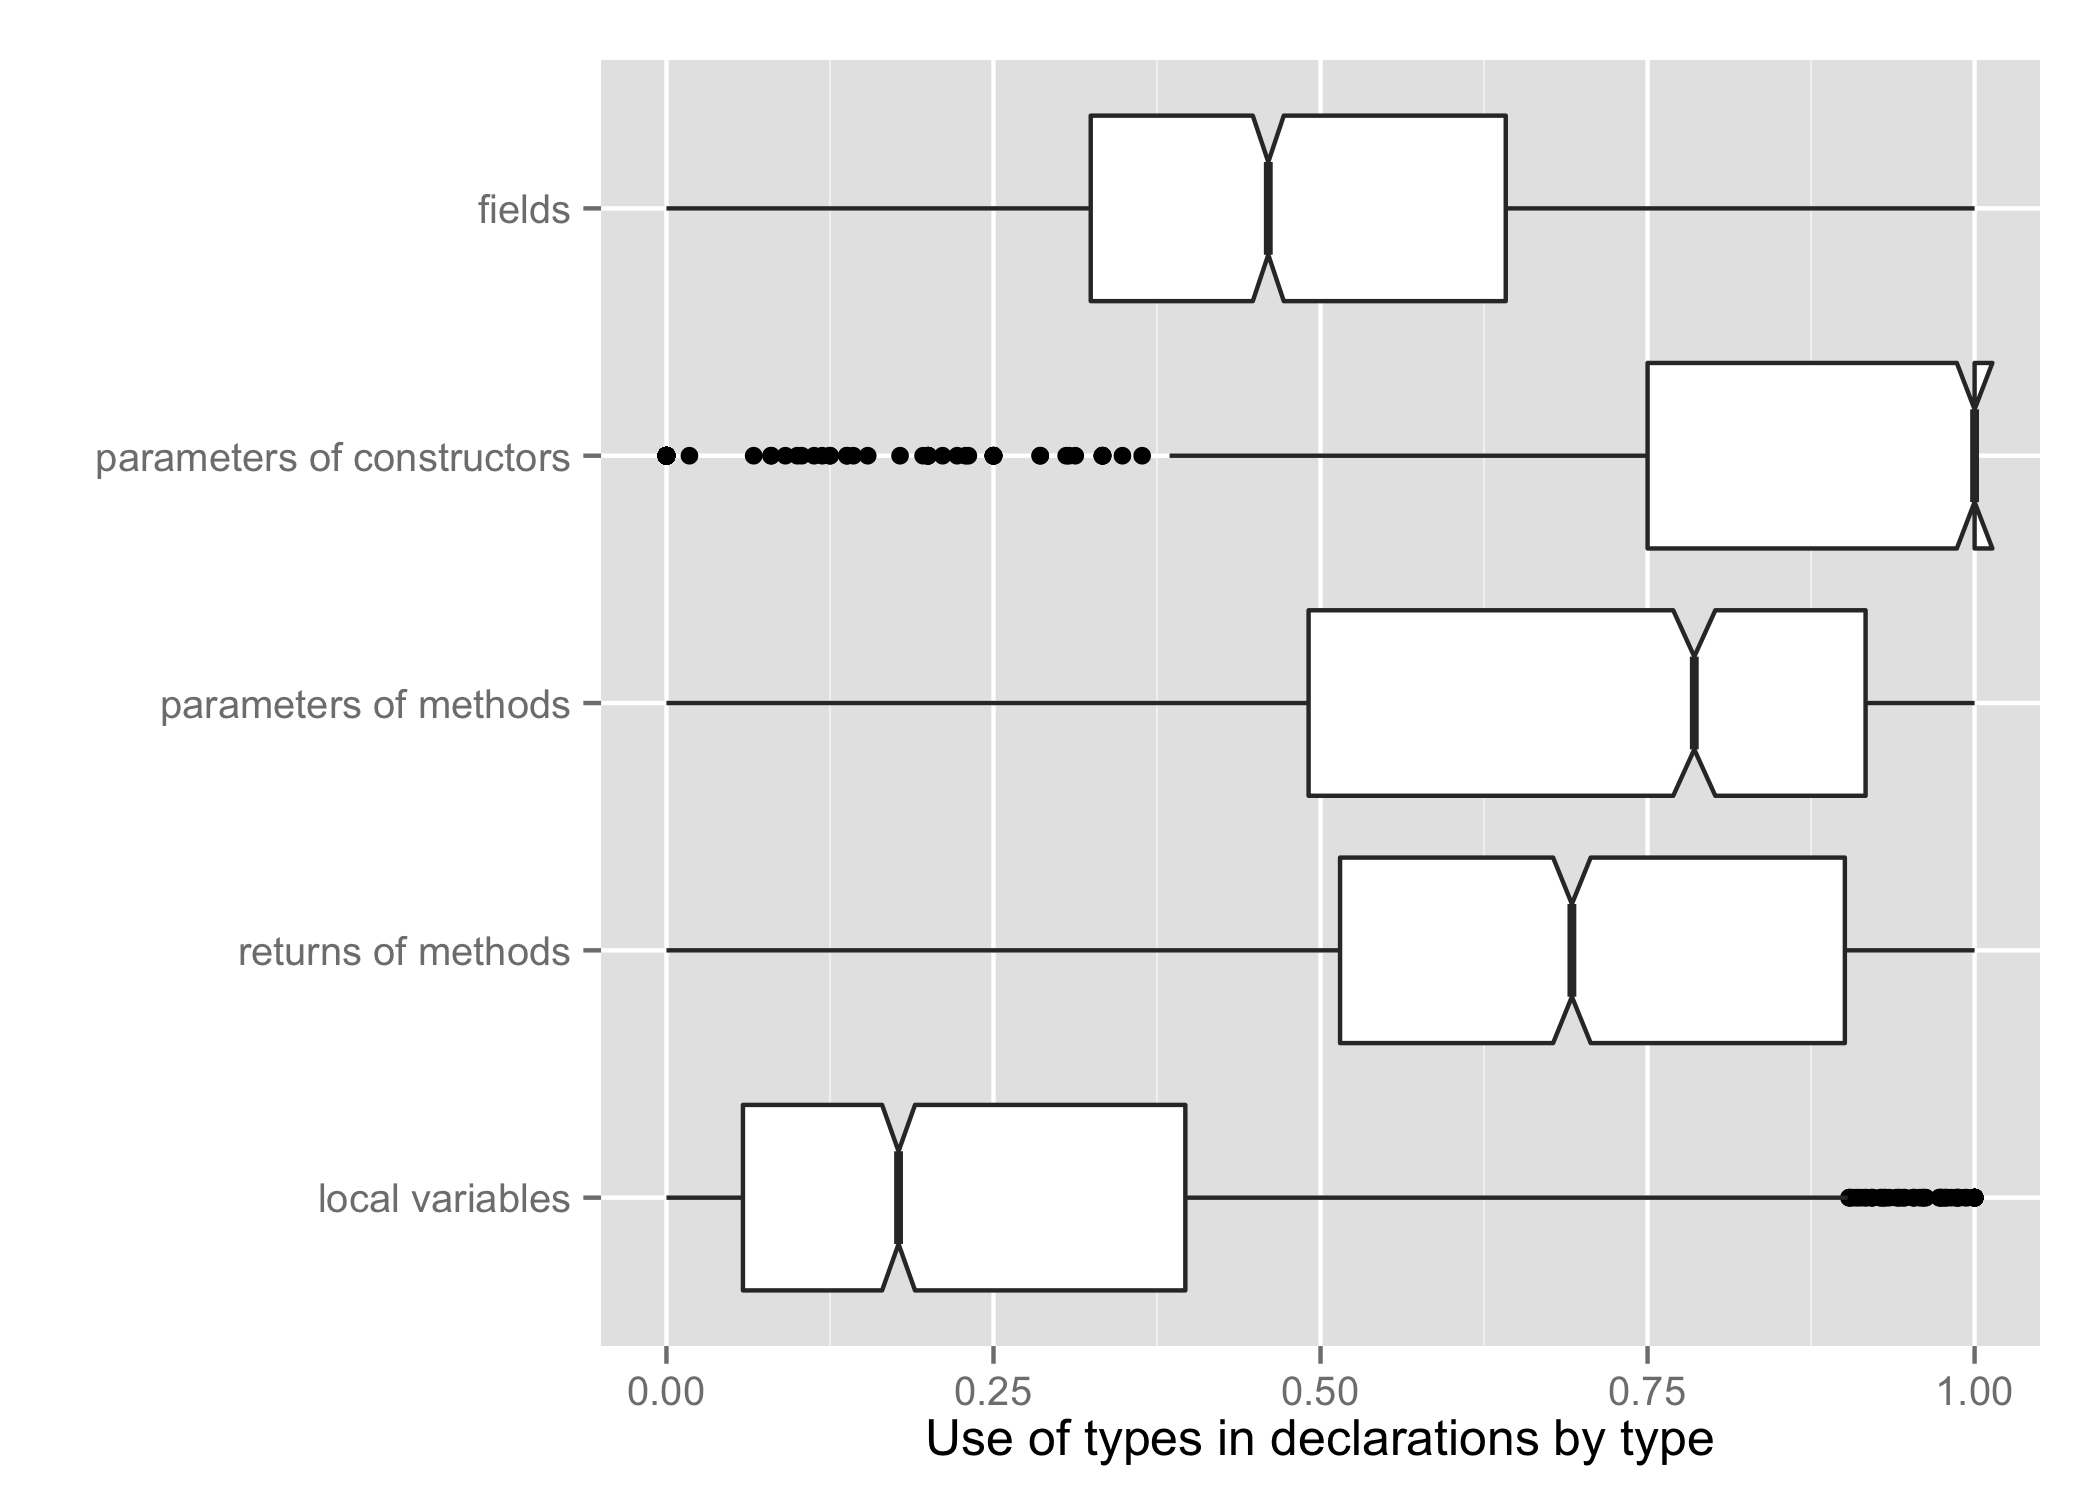 fields
parameters of constructors
parameters of methods
returns of methods
local variables
0.00 0.25 0.50 0.75 1.00
Use of types in declarations by type